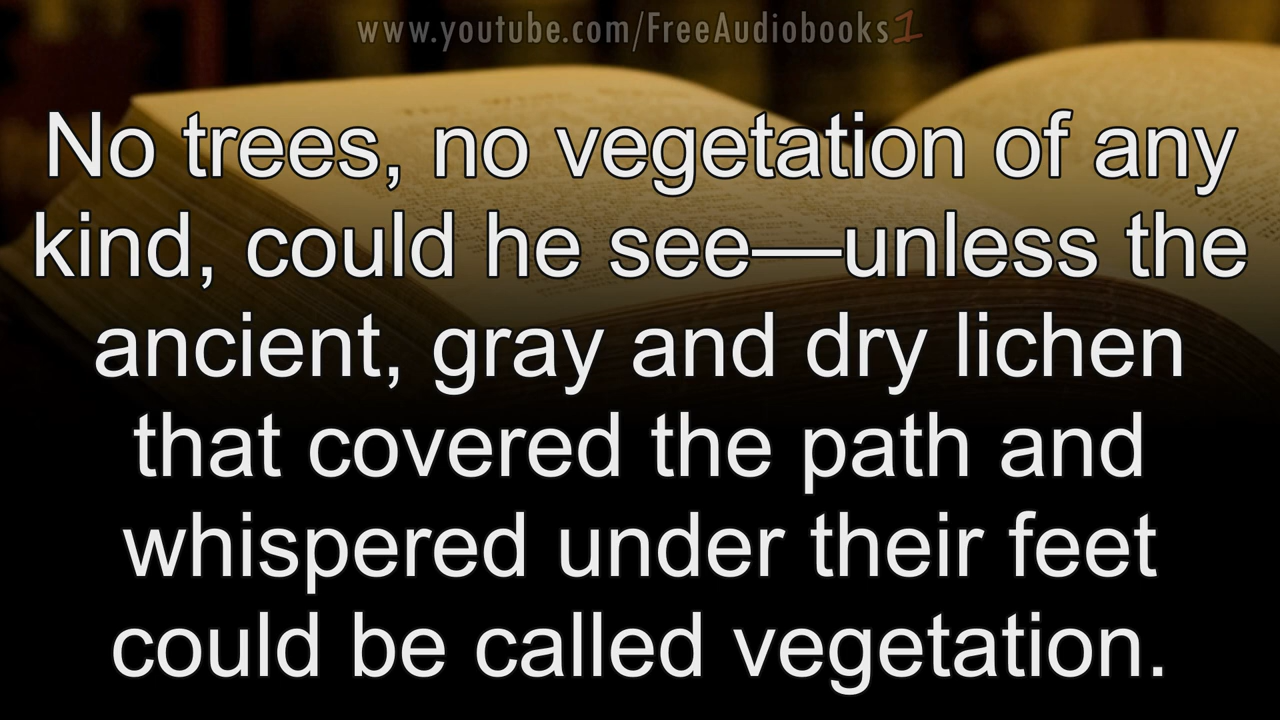 www.youtube.com/FreeAudiobooks1
No trees, no vegetation of any
kind, could he see—unless the
ancient, gray and dry lichen
that covered the path and
whispered under their feet
could be called vegetation.